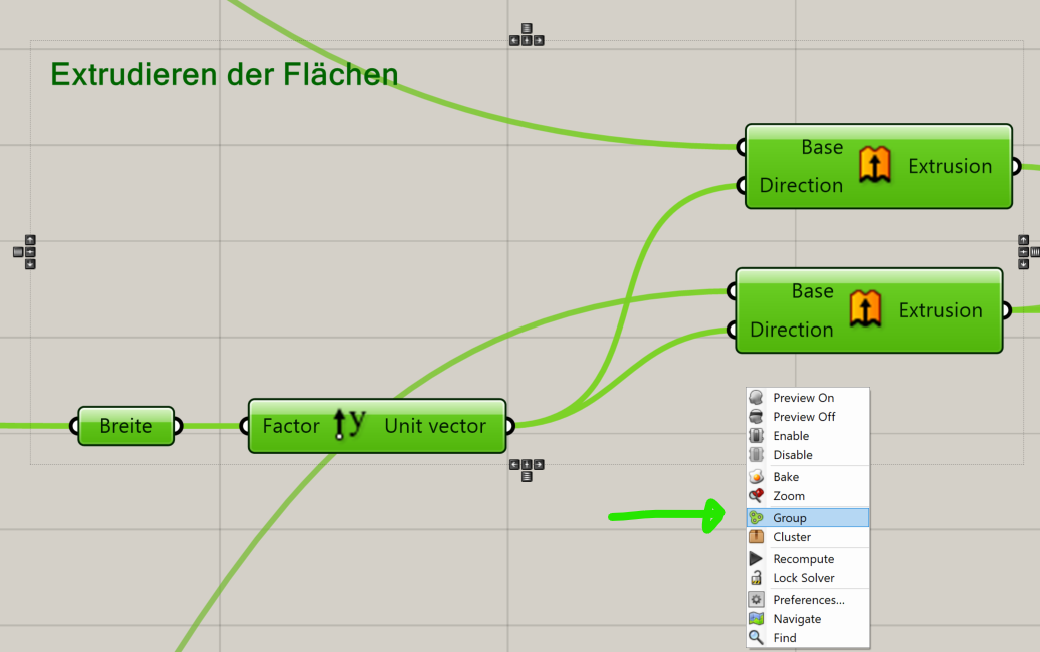 Extrudieren der Flächen
Base
Direction
Extrusion
Base
Direction
Extrusion
Breite
Factor
y
Unit vector
Preview On
Preview Off
Enable
Disable
Bake
Zoom
Group
Cluster
Recompute
Lock Solver
Preferences...
Navigate
Find